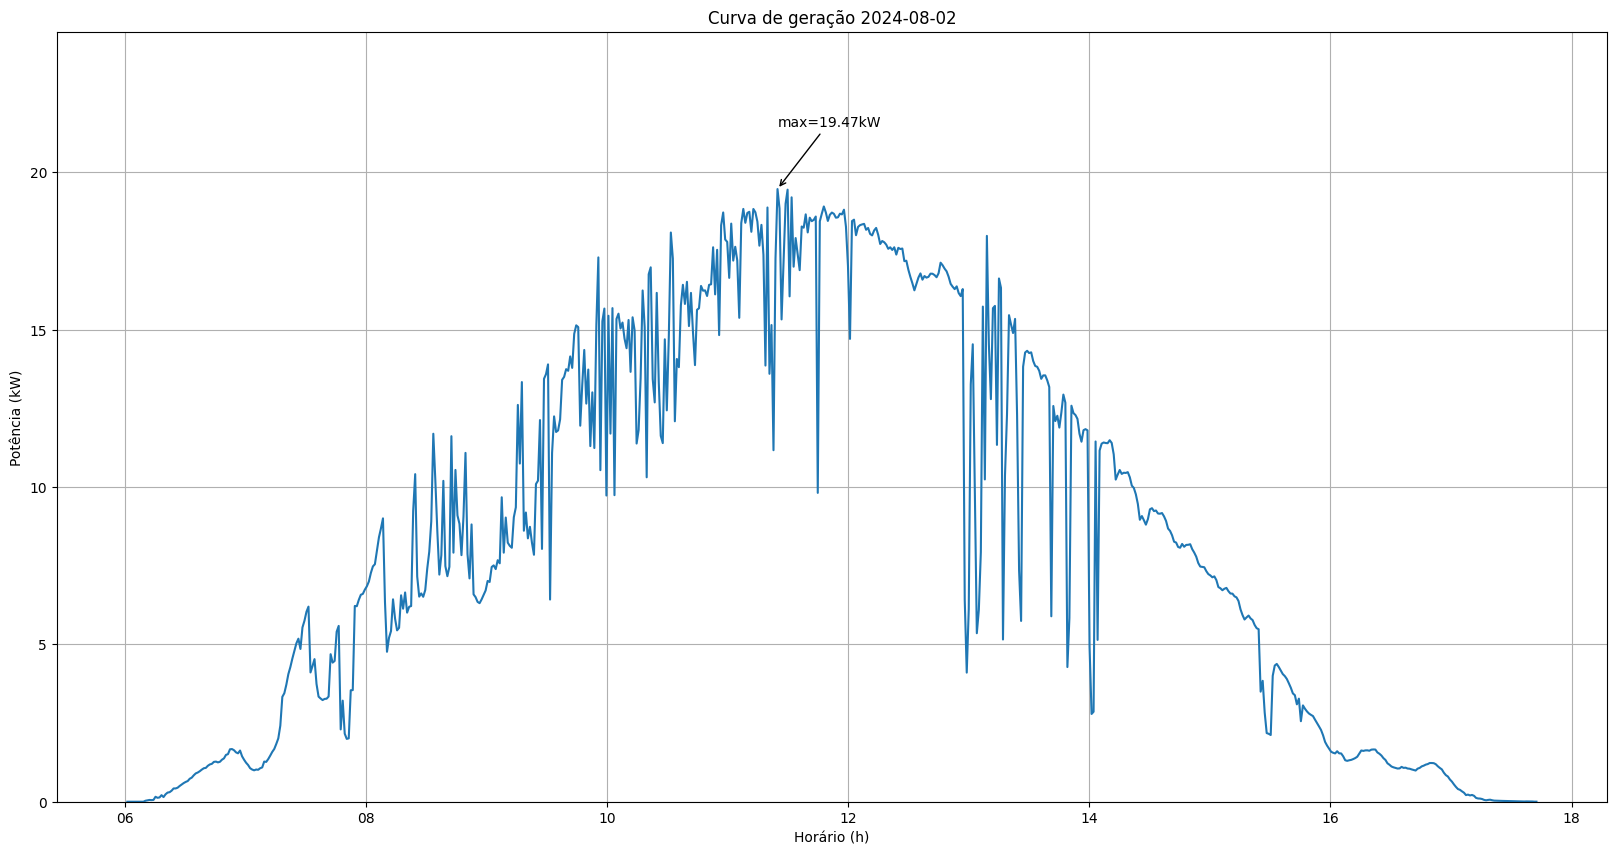 Curva de geração 2024-08-02
max=19.47kW
Potência (kW)
20
15
10
5
0
06 08 10 12 14 16 18
Horário (h)